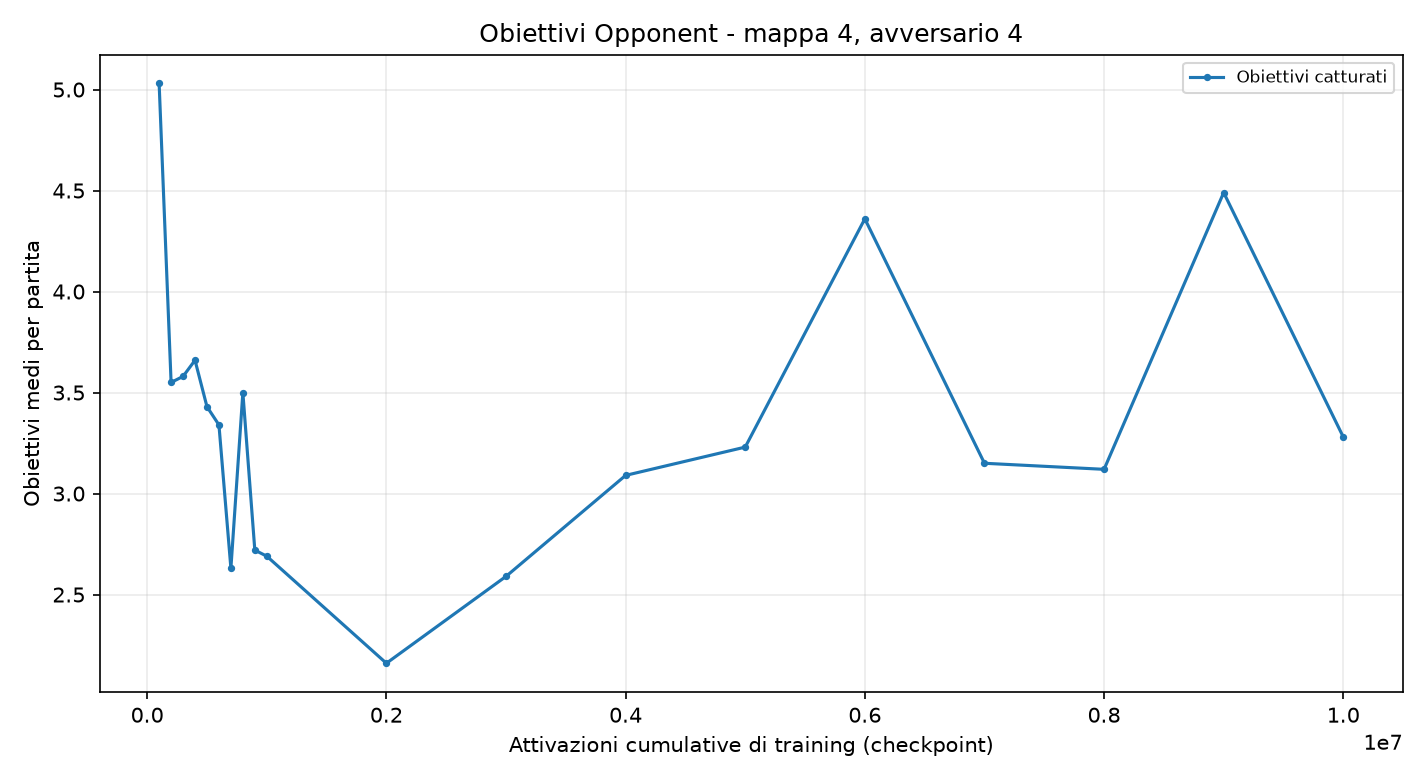 Obiettivi Opponent - mappa 4, avversario 4
Obiettivi catturati
Obiettivi medi per partita
5.0
4.5
4.0
3.5
3.0
2.5
0.0 0.2 0.4 0.6 0.8 1.0
1e7
Attivazioni cumulative di training (checkpoint)